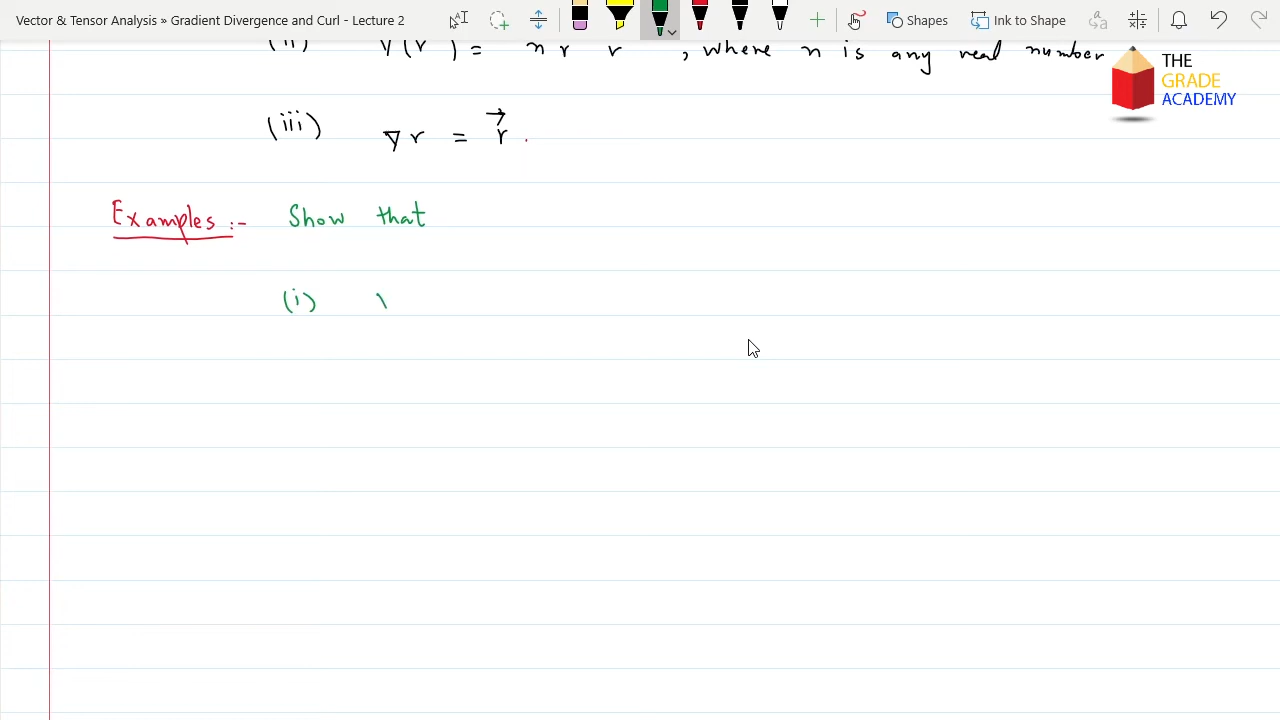 Vector & Tensor Analysis » Gradient Divergence and Curl - Lecture 2
Shapes
Ink to Shape
(ii) ∇(r ) = n r r , where n is any real number
THE
GRADE
ACADEMY
(iii) ∇r = r⃗ .
Examples :- Show that
(i) \